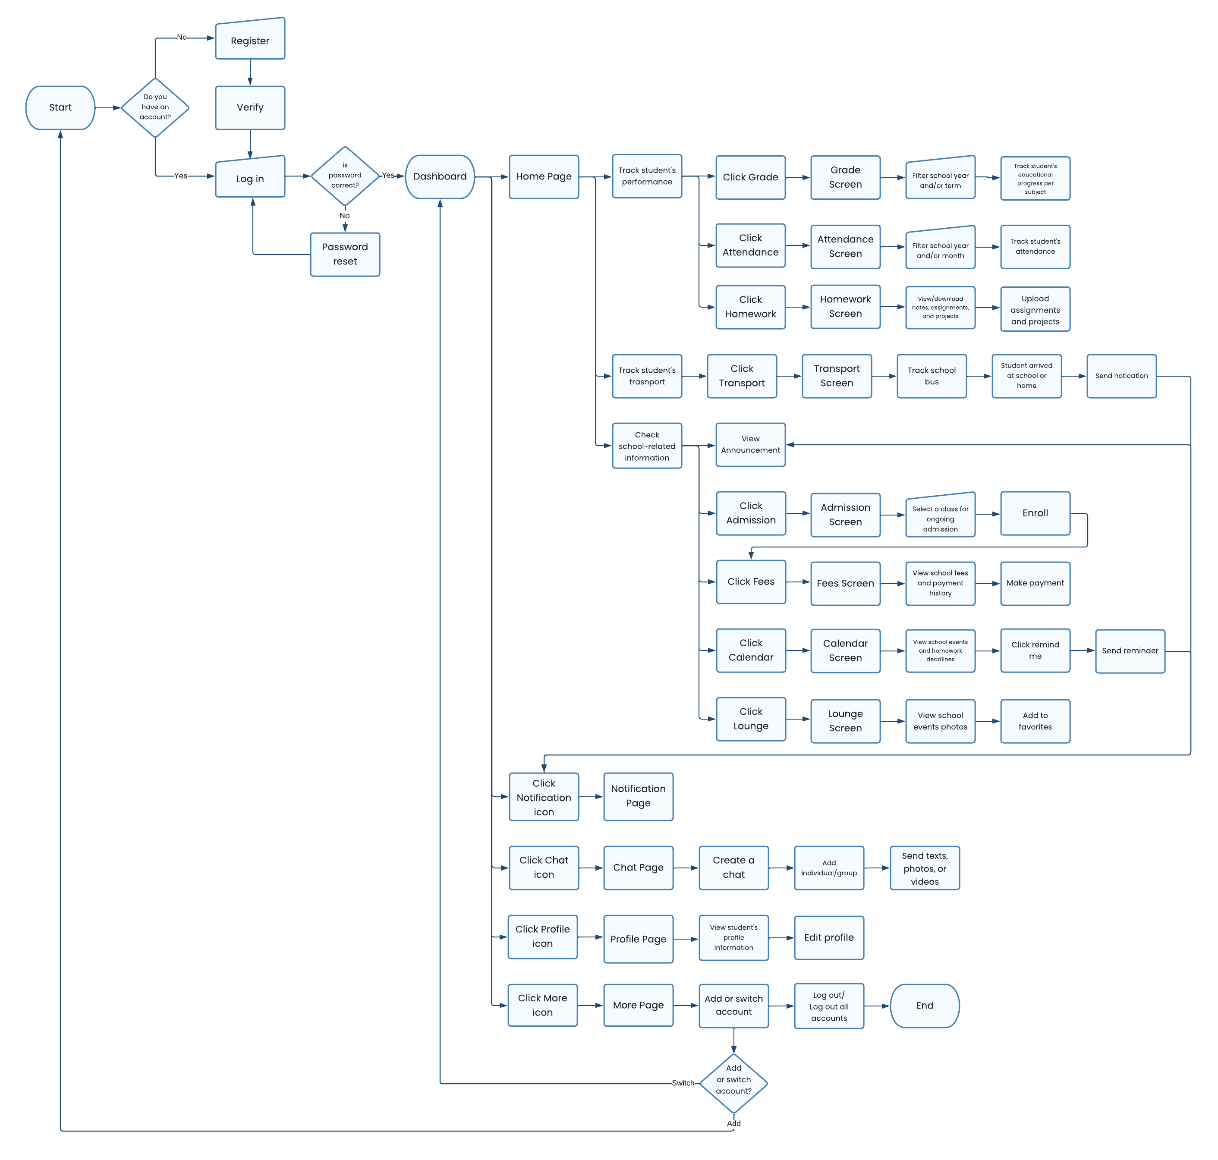 No
Register
Start
Do you
have an
account?
Verify
Yes
Log in
is
password
correct?
Yes
Dashboard
No
Password
reset
Home Page
Track student's
performance
Click Grade
Grade
Screen
Filter school year
and/or term
Track student's
educational
progress per
subject
Click
Attendance
Attendance
Screen
Filter school year
and/or month
Track student's
attendance
Click
Homework
Homework
Screen
View/download
notes, assignments,
and projects
Upload
assignments
and projects
Track student's
trasnport
Click
Transport
Transport
Screen
Track school
bus
Student arrived
at school or
home
Send notication
Check
school-related
information
View
Announcement
Click
Admission
Admission
Screen
Select a class for
ongoing
admission
Enroll
Click Fees
Fees Screen
View school fees
and payment
history
Make payment
Click
Calendar
Calendar
Screen
View school events
and homework
deadlines
Click remind
me
Send reminder
Click
Lounge
Lounge
Screen
View school
events photos
Add to
favorites
Click
Notification
icon
Notification
Page
Click Chat
icon
Chat Page
Create a
chat
Add
individual/group
Send texts,
photos, or
videos
Click Profile
icon
Profile Page
View student's
profile
information
Edit profile
Click More
icon
More Page
Add or switch
account
Log out/
Log out all
accounts
End
Add
or switch
account?
Switch
Add